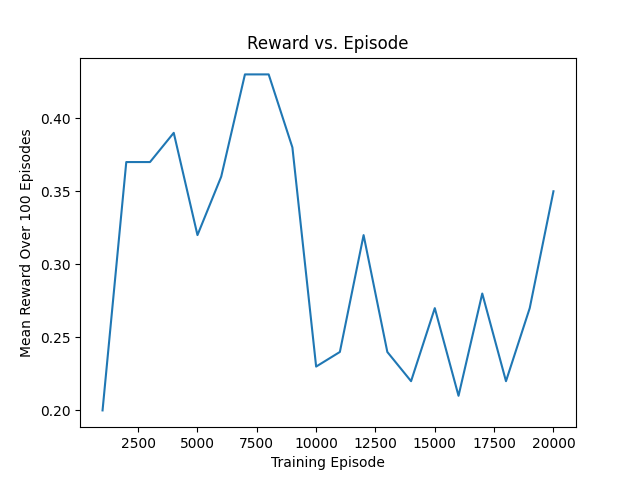 Reward vs. Episode
Mean Reward Over 100 Episodes
0.40
0.35
0.30
0.25
0.20
2500 5000 7500 10000 12500 15000 17500 20000
Training Episode